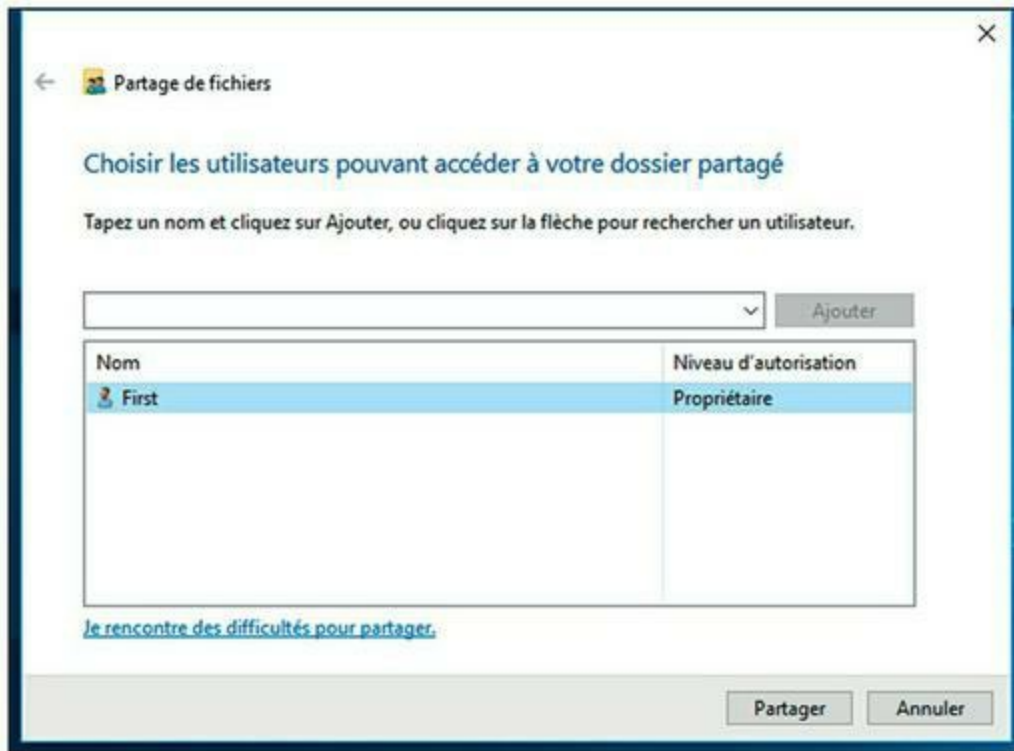 Partage de fichiers
Choisir les utilisateurs pouvant accéder à votre dossier partagé
Tapez un nom et cliquez sur Ajouter, ou cliquez sur la flèche pour rechercher un utilisateur.
Ajouter
Nom Niveau d'autorisation
First Propriétaire
Je rencontre des difficultés pour partager.
Partager Annuler